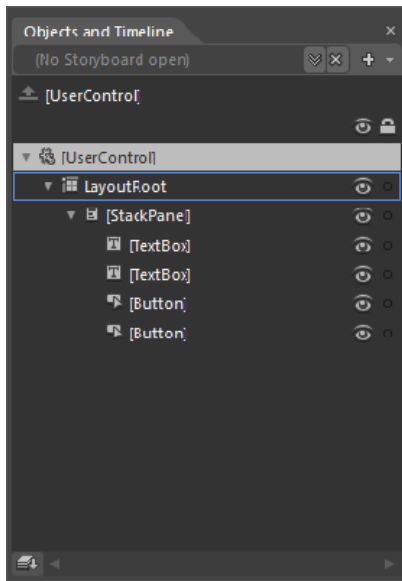 Objects and Timeline
(No Storyboard open)
[UserControl]
[UserControl]
LayoutRoot
[StackPanel]
[TextBox]
[TextBox]
[Button]
[Button]